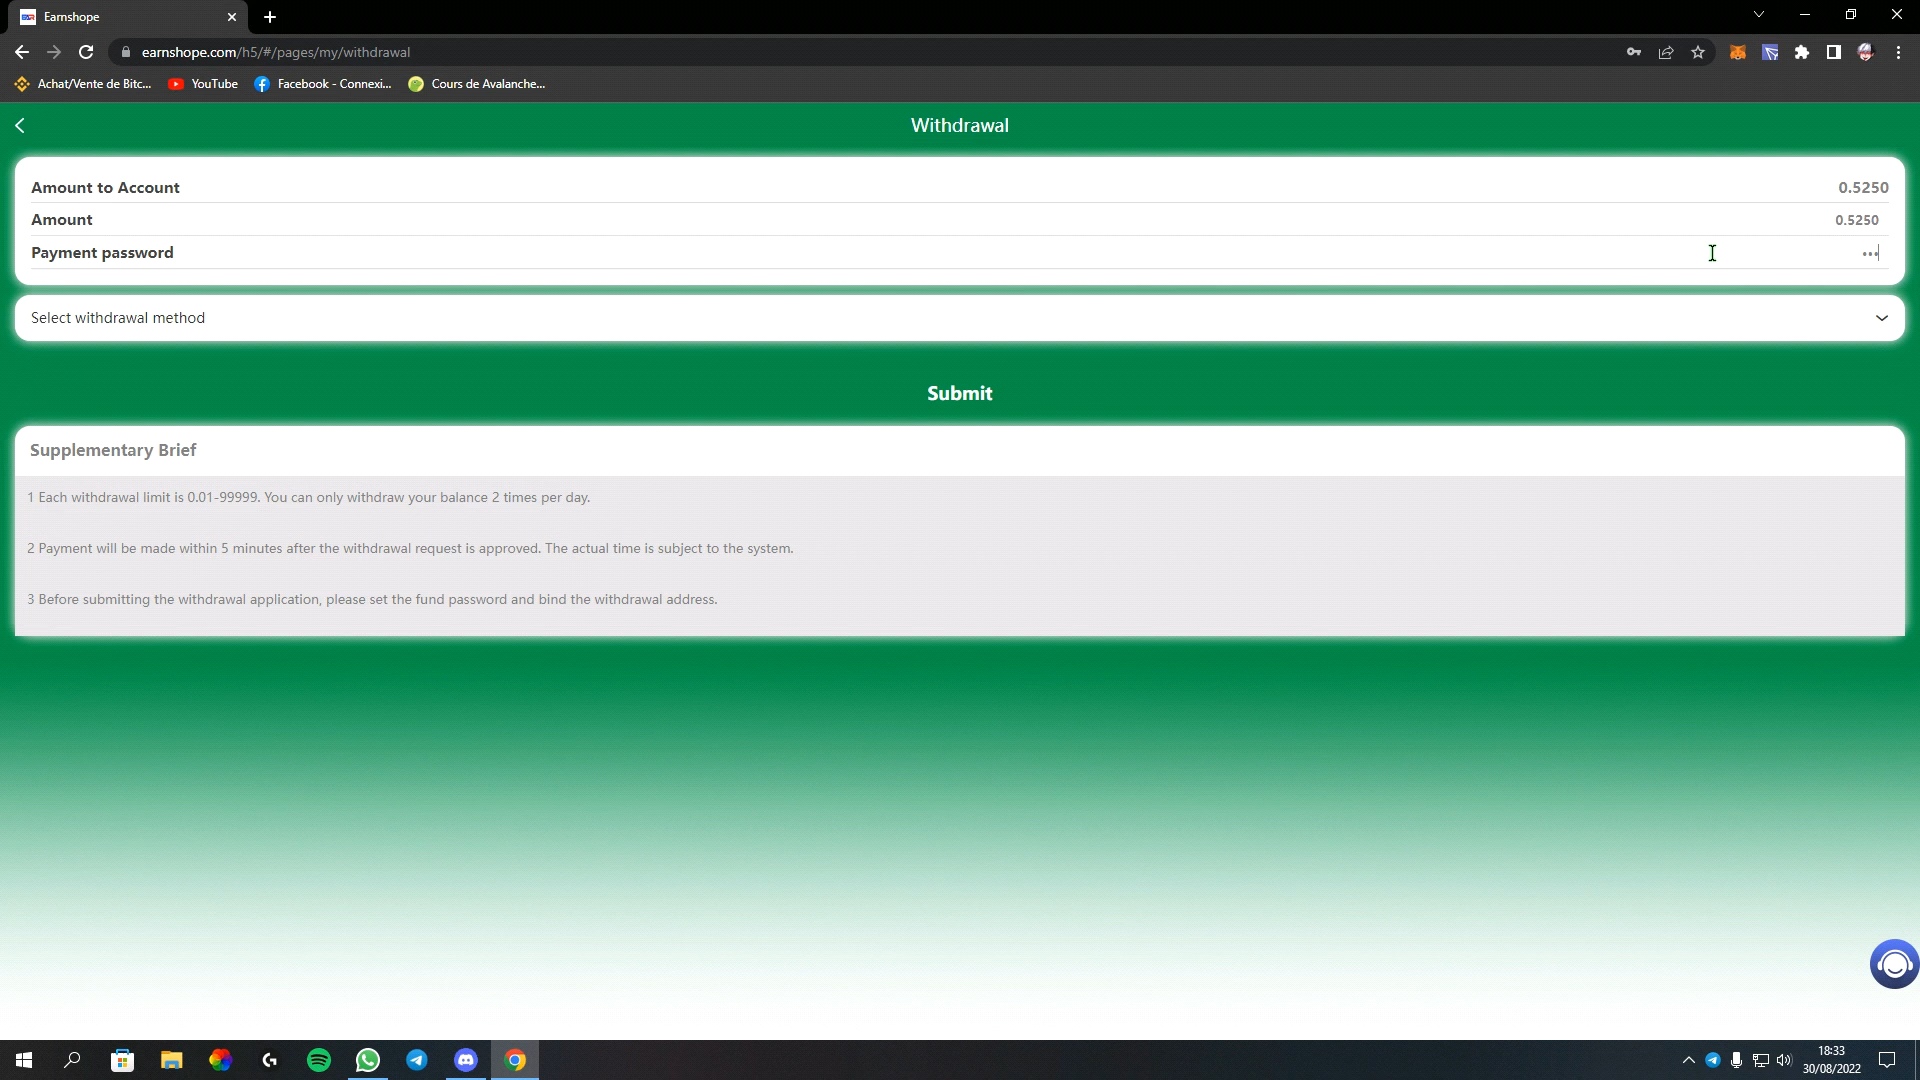 Earnshope
earnshope.com/h5/#/pages/my/withdrawal
Achat/Vente de Bitc... YouTube Facebook - Connexi... Cours de Avalanche...
Withdrawal
Amount to Account 0.5250
Amount 0.5250
Payment password •••
Select withdrawal method
Submit
Supplementary Brief
1 Each withdrawal limit is 0.01-99999. You can only withdraw your balance 2 times per day.
2 Payment will be made within 5 minutes after the withdrawal request is approved. The actual time is subject to the system.
3 Before submitting the withdrawal application, please set the fund password and bind the withdrawal address.
18:33
30/08/2022